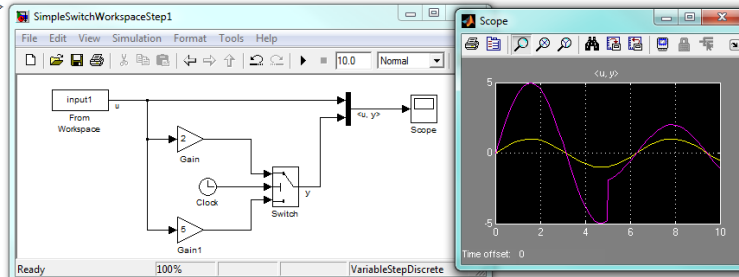 SimpleSwitchWorkspaceStep1
File Edit View Simulation Format Tools Help
10.0 Normal
input1
From
Workspace
u
2
Gain
Clock
5
Gain1
Switch
y
<u, y>
Scope
Ready 100% VariableStepDiscrete
Scope
<u, y>
5
0
-5
0 2 4 6 8 10
Time offset: 0